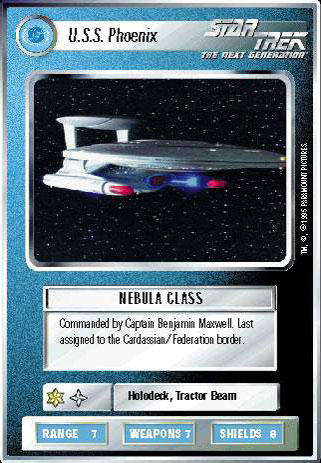 U.S.S. Phoenix
STAR TREK
THE NEXT GENERATION
TM, ©, ® 1995 PARAMOUNT PICTURES.
NEBULA CLASS
Commanded by Captain Benjamin Maxwell. Last
assigned to the Cardassian/Federation border.
Holodeck, Tractor Beam
RANGE 7 WEAPONS 7 SHIELDS 8